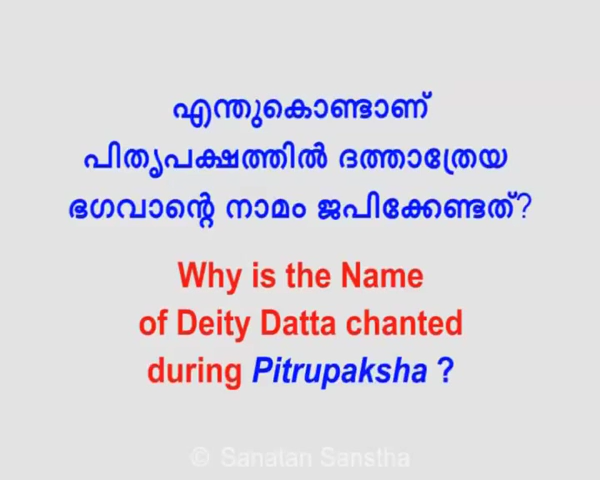 എന്തുകൊണ്ടാണ്
പിതൃപക്ഷത്തിൽ ദത്താത്രേയ
ഭഗവാന്റെ നാമം ജപിക്കേണ്ടത്?
Why is the Name
of Deity Datta chanted
during Pitrupaksha ?
© Sanatan Sanstha